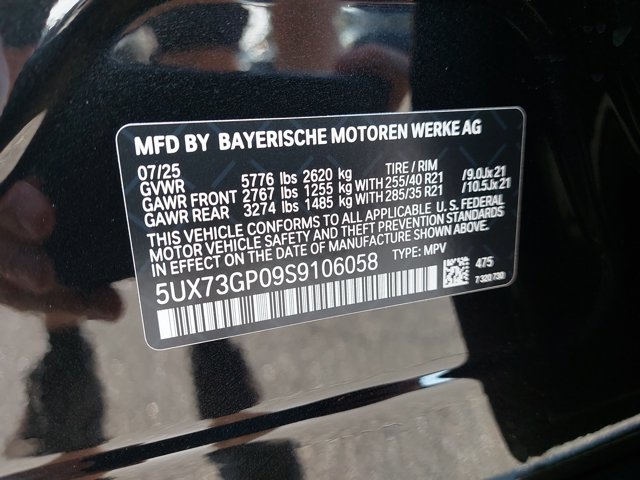 MFD BY BAYERISCHE MOTOREN WERKE AG
07/25 TIRE / RIM
GVWR 5776 lbs 2620 kg
GAWR FRONT 2767 lbs 1255 kg WITH 255/40 R21 /9.0Jx21
GAWR REAR 3274 lbs 1485 kg WITH 285/35 R21 /10.5Jx21
THIS VEHICLE CONFORMS TO ALL APPLICABLE U.S. FEDERAL
MOTOR VEHICLE SAFETY AND THEFT PREVENTION STANDARDS
IN EFFECT ON THE DATE OF MANUFACTURE SHOWN ABOVE.
5UX73GP09S9106058 TYPE: MPV
475
7 320 730